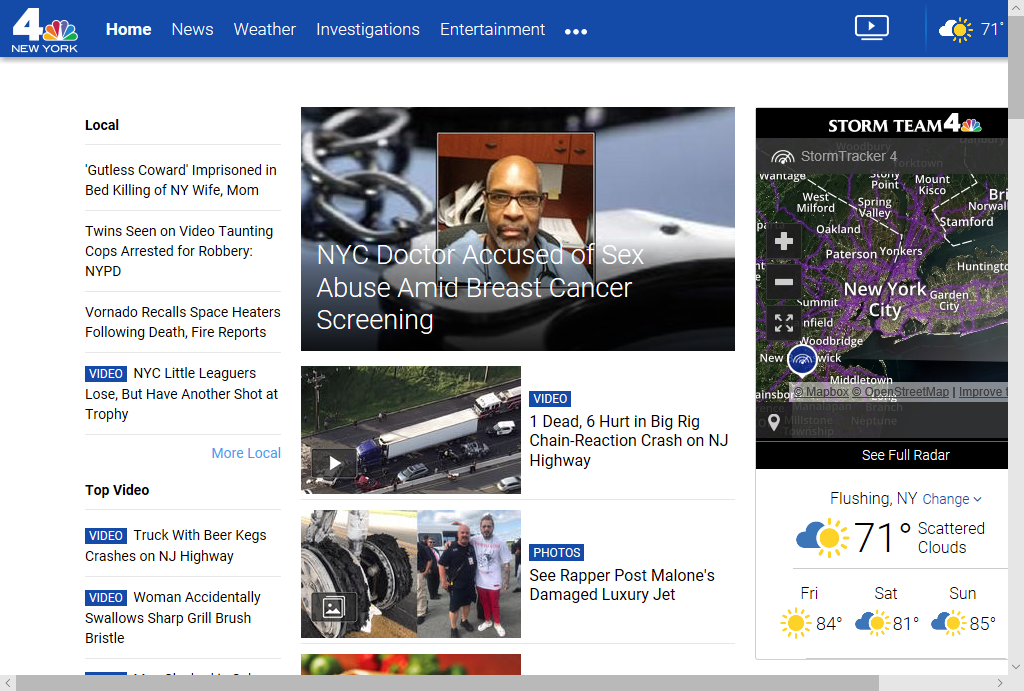 4
NEW YORK
Home
News
Weather
Investigations
Entertainment
71°
Local
'Gutless Coward' Imprisoned in
Bed Killing of NY Wife, Mom
Twins Seen on Video Taunting
Cops Arrested for Robbery:
NYPD
Vornado Recalls Space Heaters
Following Death, Fire Reports
VIDEO NYC Little Leaguers
Lose, But Have Another Shot at
Trophy
More Local
Top Video
VIDEO Truck With Beer Kegs
Crashes on NJ Highway
VIDEO Woman Accidentally
Swallows Sharp Grill Brush
Bristle
NYC Doctor Accused of Sex
Abuse Amid Breast Cancer
Screening
VIDEO
1 Dead, 6 Hurt in Big Rig
Chain-Reaction Crash on NJ
Highway
PHOTOS
See Rapper Post Malone's
Damaged Luxury Jet
STORM TEAM 4
StormTracker 4
Woodbury
Yorktown
Danbury
Wantage
Stony
Point
Mount
Kisco
West
Milford
Spring
Valley
Bri
Norwal
Stamford
Oakland
Paterson
Yonkers
Huntingto
New York
City
Garden
City
Summit
nfield
Woodbridge
New
wick
Middletown
ainsbo
© Mapbox © OpenStreetMap | Improve t
Manalapan
Long
Branch
Millstone
Township
Neptune
See Full Radar
Flushing, NY Change
71° Scattered
Clouds
Fri
Sat
Sun
84°
81°
85°